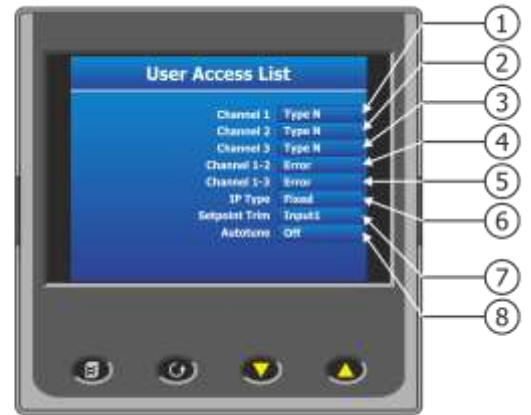 User Access List
Channel 1 Type N
Channel 2 Type N
Channel 3 Type N
Channel 1-2 Error
Channel 1-3 Error
IP Type Fixed
Setpoint Trim Input1
Autotune Off
1
2
3
4
5
6
7
8